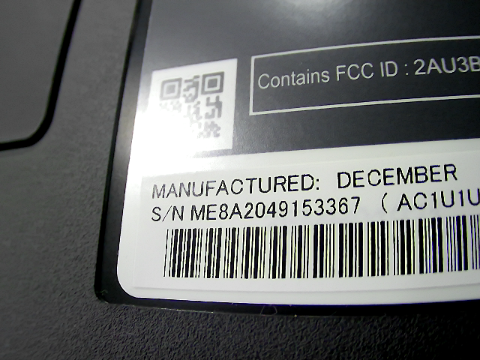 Contains FCC ID : 2AU3B
MANUFACTURED: DECEMBER
S/N ME8A2049153367 ( AC1U1U